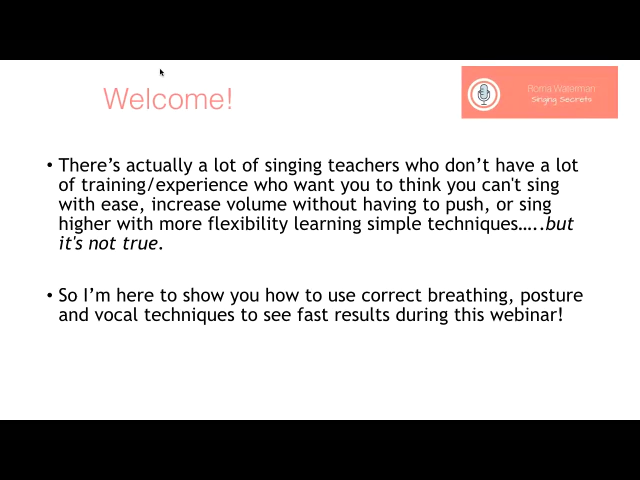 Welcome!
Roma Waterman
Singing Secrets
• There’s actually a lot of singing teachers who don’t have a lot
of training/experience who want you to think you can't sing
with ease, increase volume without having to push, or sing
higher with more flexibility learning simple techniques…..but
it's not true.
• So I’m here to show you how to use correct breathing, posture
and vocal techniques to see fast results during this webinar!